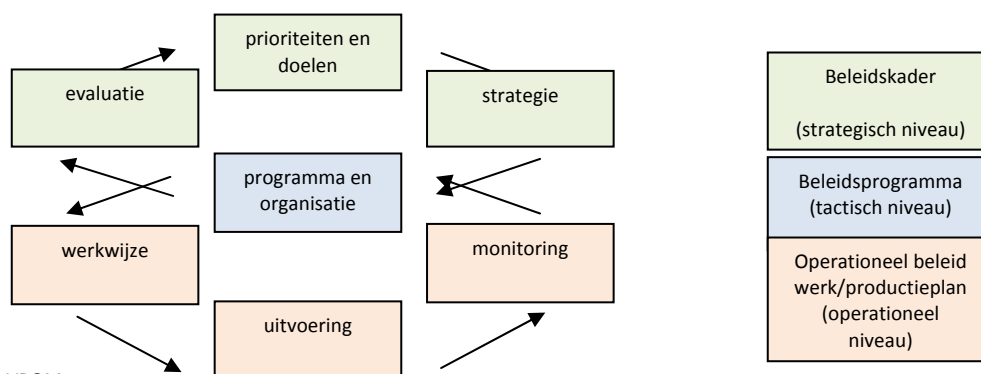 prioriteiten en
doelen
evaluatie
strategie
programma en
organisatie
werkwijze
monitoring
uitvoering
Beleidskader
(strategisch niveau)
Beleidsprogramma
(tactisch niveau)
Operationeel beleid
werk/productieplan
(operationeel
niveau)